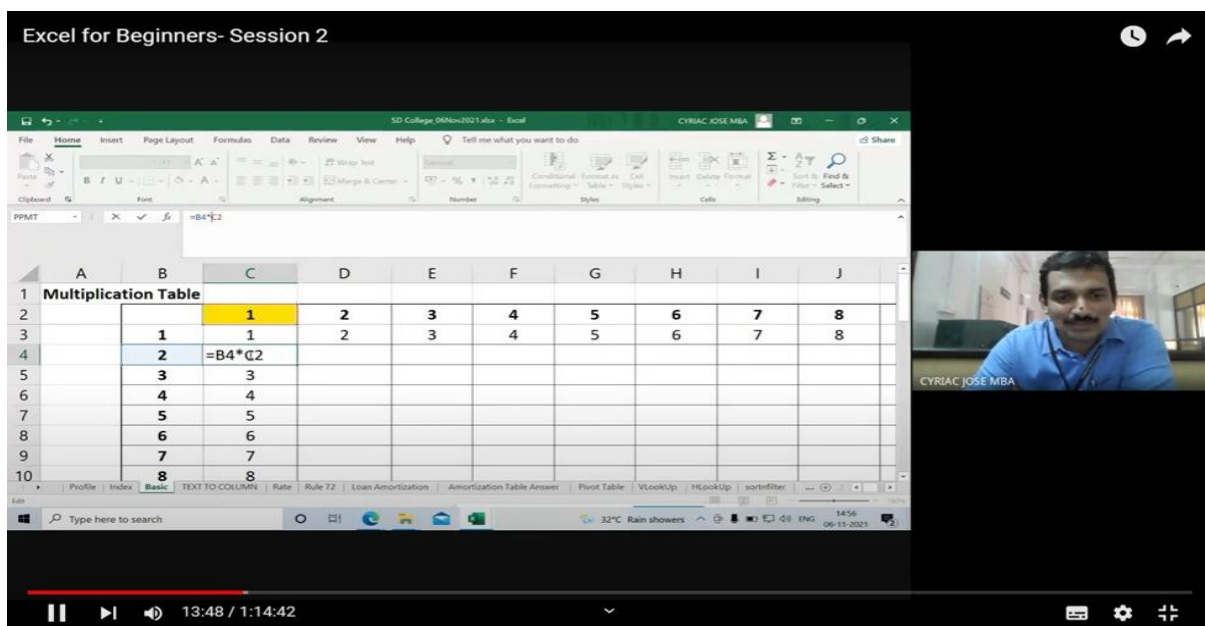 Excel for Beginners- Session 2
SD College_06Nov2021.xlsx - Excel
CYRIAC JOSE MBA
File Home Insert Page Layout Formulas Data Review View Help Tell me what you want to do Share
Paste
B I U
Wrap Text
Merge & Center
General
Conditional Formatting
Format as Table
Cell Styles
Insert Delete Format
Sort & Filter
Find & Select
Clipboard Font Alignment Number Styles Cells Editing
PPMT =B4*C2
A B C D E F G H I J
1 Multiplication Table
2 1 2 3 4 5 6 7 8
3 1 1 2 3 4 5 6 7 8
4 2 =B4*C2
5 3 3
6 4 4
7 5 5
8 6 6
9 7 7
10 8 8
Profile Index Basic TEXT TO COLUMN Rate Rule 72 Loan Amortization Amortization Table Answer Pivot Table VLookUp HLookUp sortnfilter ...
Edit
Type here to search
32°C Rain showers ENG 14:56
06-11-2021
CYRIAC JOSE MBA
13:48 / 1:14:42